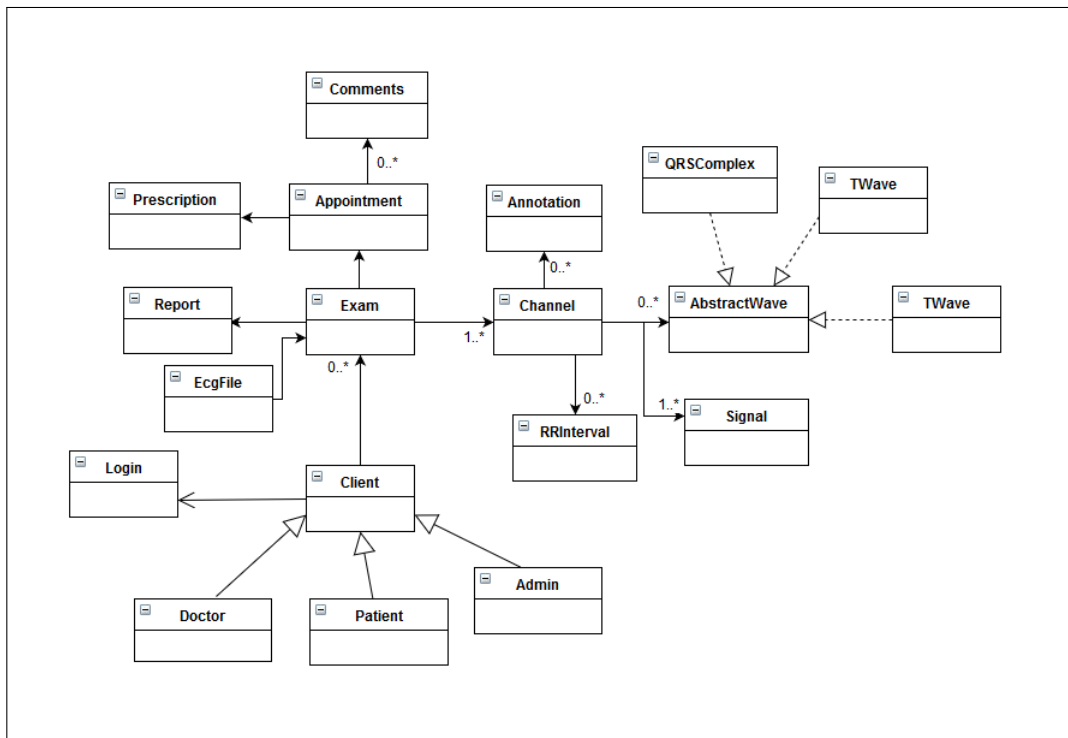 Comments
0..*
QRSComplex
TWave
Prescription
Appointment
Annotation
0..*
Report
Exam
Channel
0..*
AbstractWave
TWave
1..*
0..*
EcgFile
0..*
1..*
Signal
RRInterval
Login
Client
Admin
Doctor
Patient